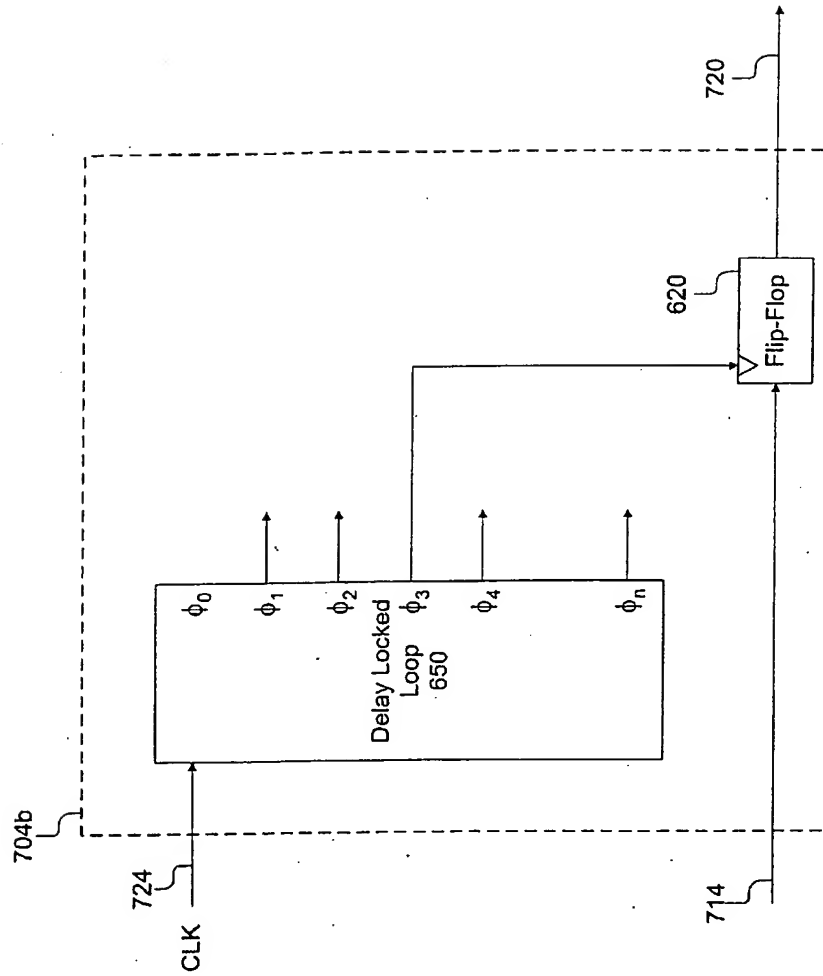 704b
724
CLK
ϕ0
ϕ1
ϕ2
ϕ3
ϕ4
ϕn
Delay Locked
Loop
650
620
Flip-Flop
720
714